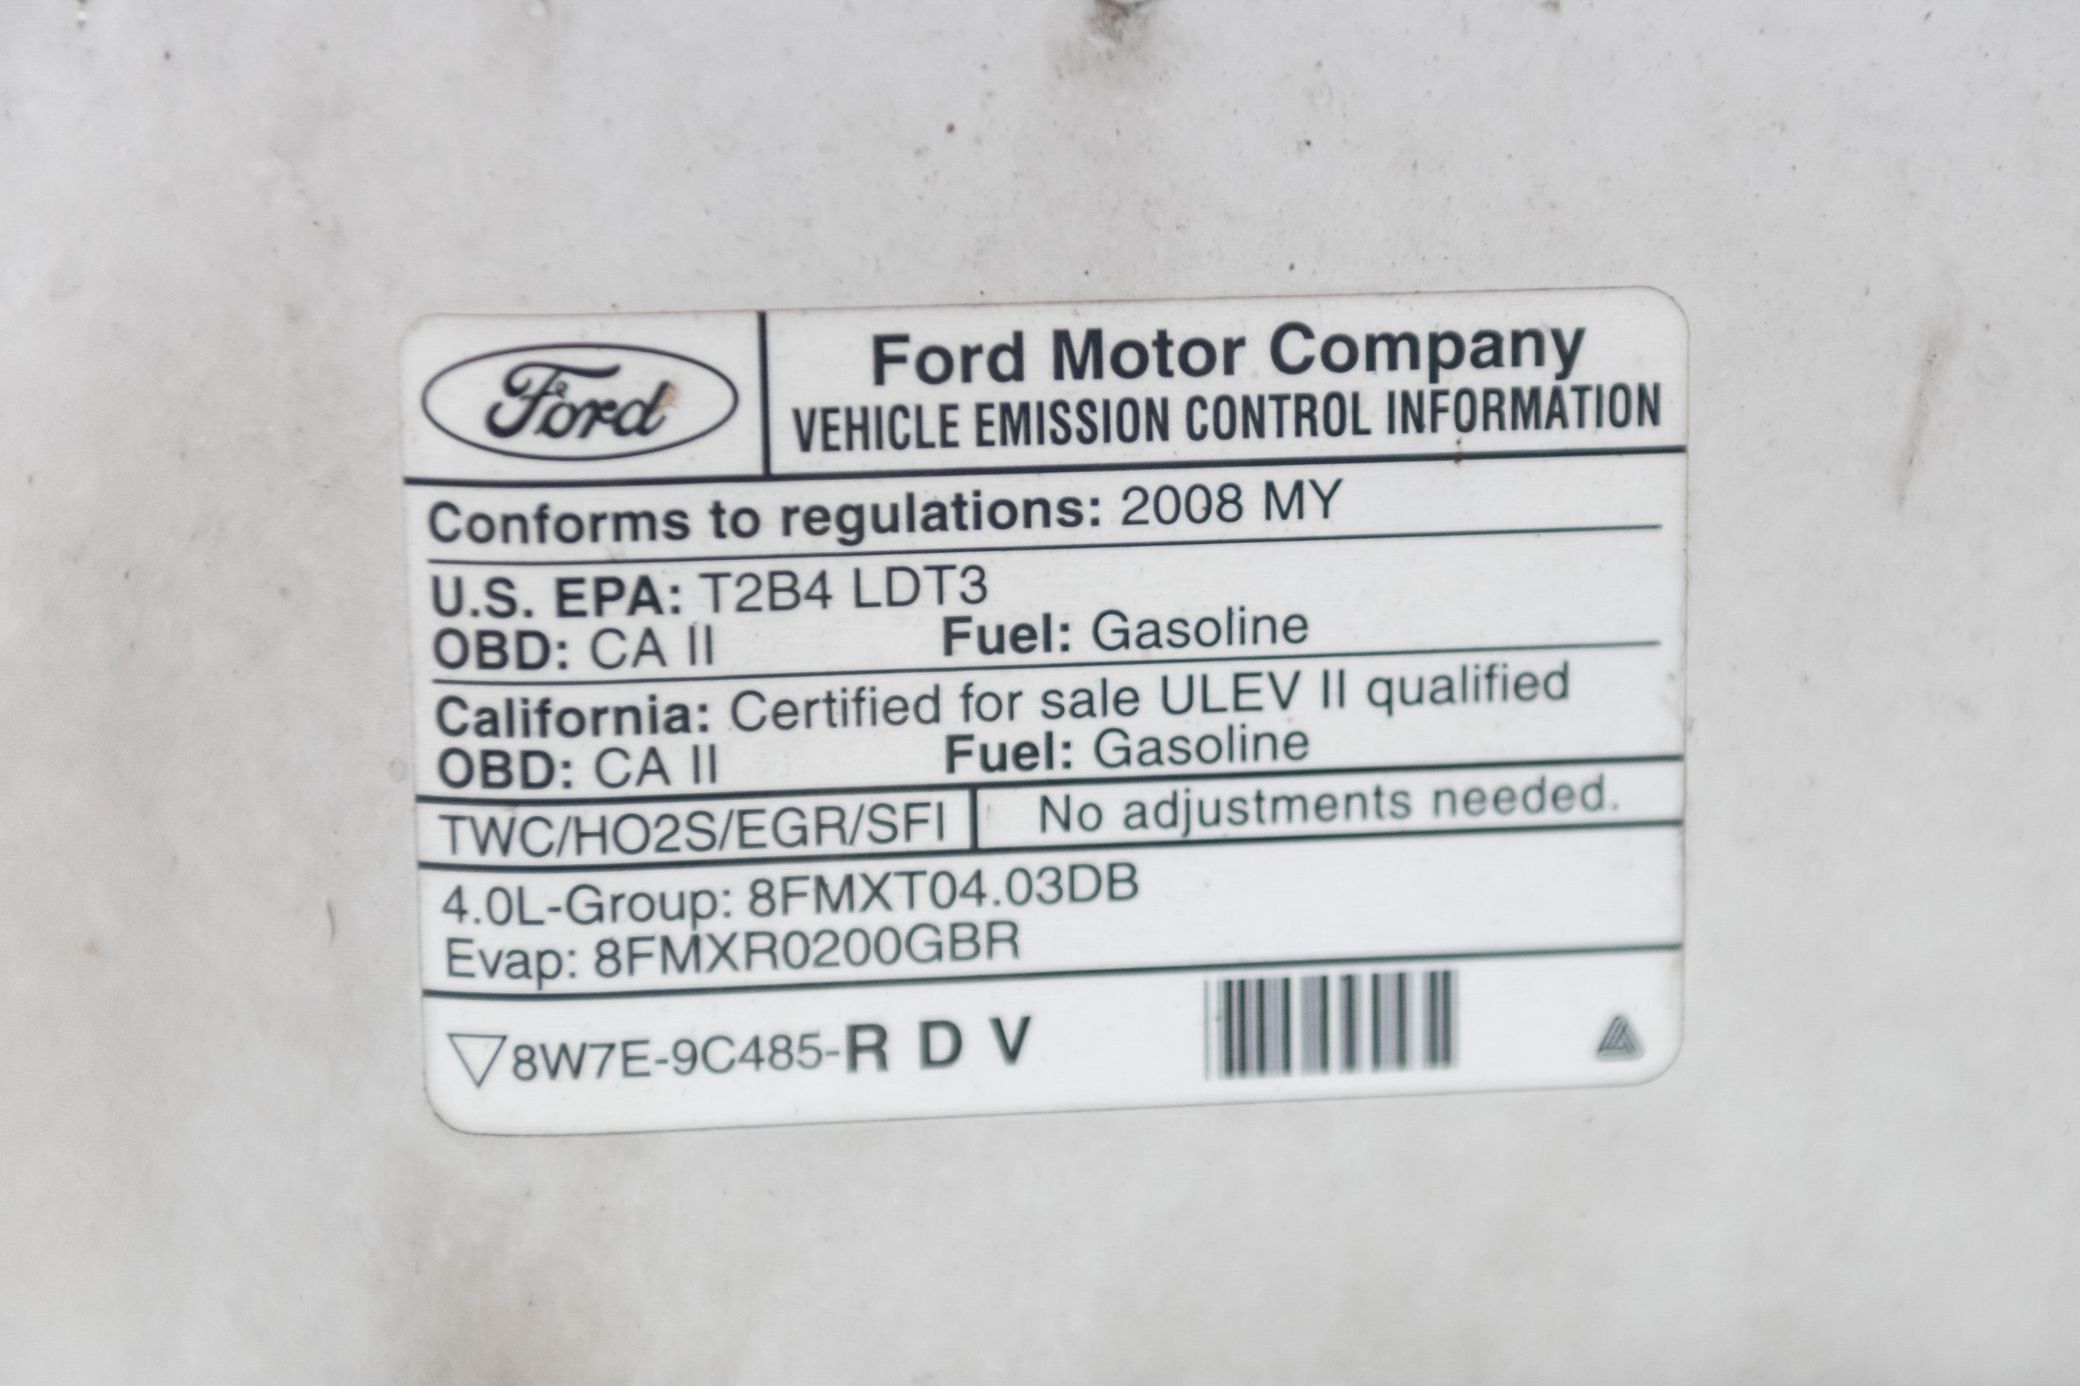 Ford
Ford Motor Company
VEHICLE EMISSION CONTROL INFORMATION
Conforms to regulations: 2008 MY
U.S. EPA: T2B4 LDT3
OBD: CA II Fuel: Gasoline
California: Certified for sale ULEV II qualified
OBD: CA II Fuel: Gasoline
TWC/HO2S/EGR/SFI No adjustments needed.
4.0L-Group: 8FMXT04.03DB
Evap: 8FMXR0200GBR
8W7E-9C485-R D V